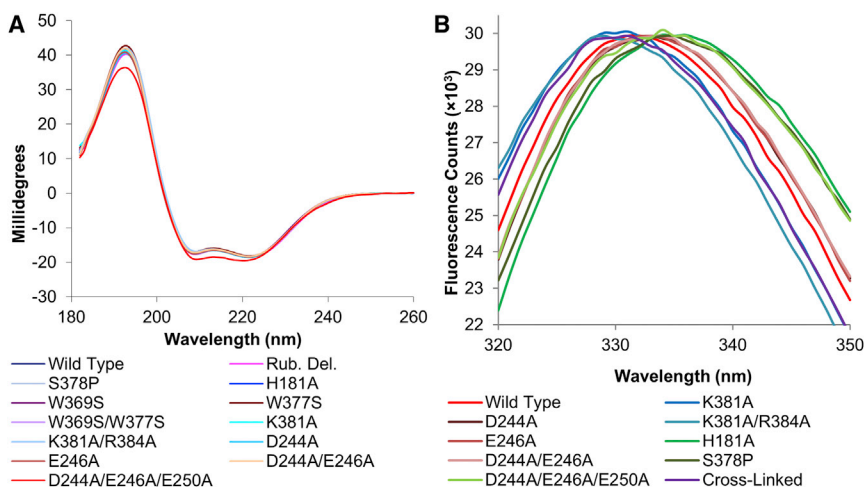 A
50
40
30
20
10
0
-10
-20
-30
Millidegrees
180 200 220 240 260
Wavelength (nm)
Wild Type Rub. Del.
S378P H181A
W369S W377S
W369S/W377S K381A
K381A/R384A D244A
E246A D244A/E246A
D244A/E246A/E250A
B
30
29
28
27
26
25
24
23
22
Fluorescence Counts (×10³)
320 330 340 350
Wavelength (nm)
Wild Type K381A
D244A K381A/R384A
E246A H181A
D244A/E246A S378P
D244A/E246A/E250A Cross-Linked